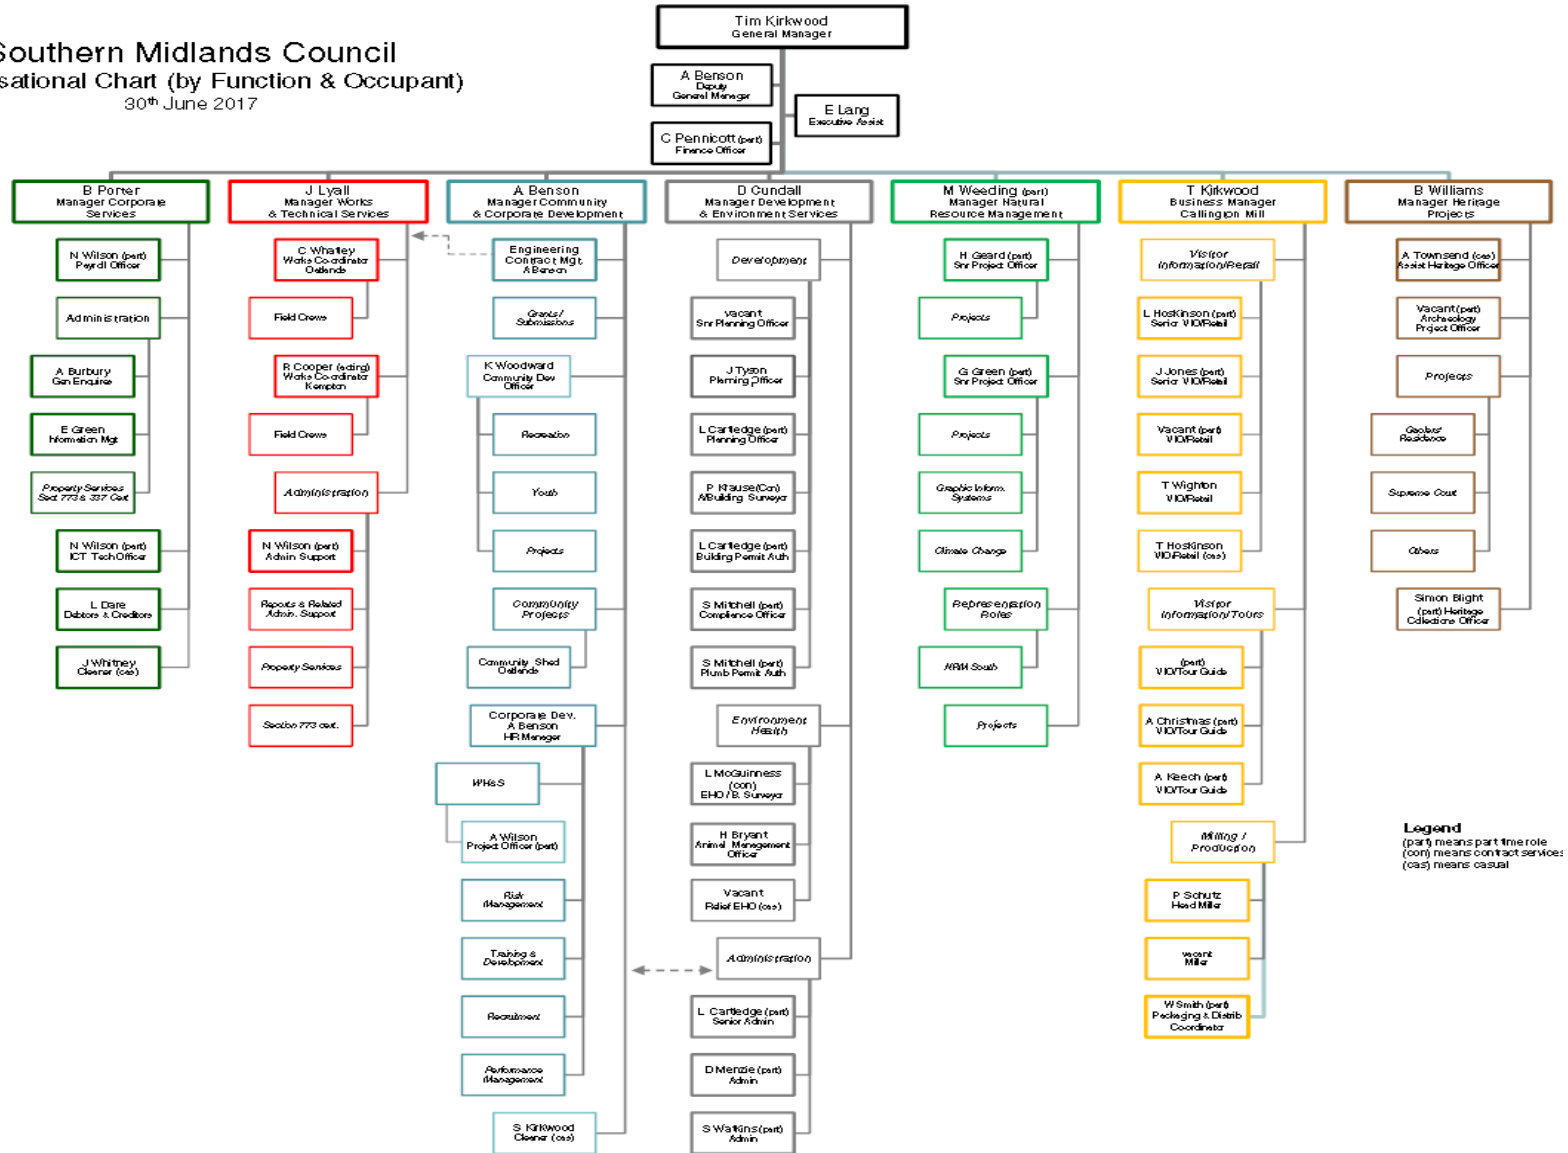 Southern Midlands Council
sational Chart (by Function & Occupant)
30th June 2017
Tim Kirkwood
General Manager
A Benson
Deputy
General Manager
E Lang
Executive Assist
C Pennicott (part)
Finance Officer
B Porter
Manager Corporate
Services
N Wilson (part)
Payroll Officer
Administration
A Burbury
Gen Enquires
E Green
Information Mgt
Property Services
Sect 773 & 337 Cert
N Wilson (part)
ICT Tech Officer
L Dare
Debtors & Creditors
J Whitney
Cleaner (cas)
J Lyall
Manager Works
& Technical Services
C Whatley
Works Coordinator
Oatlands
Field Crews
R Cooper (acting)
Works Co-ordinator
Kempton
Field Crews
Administration
N Wilson (part)
Admin Support
Reports & Related
Admin. Support
Property Services
Section 773 cert.
A Benson
Manager Community
& Corporate Development
Engineering
Contract Mgt,
A Benson
Grants /
Submissions
K Woodward
Community Dev
Officer
Recreation
Youth
Projects
Community
Projects
Community Shed
Oatlands
Corporate Dev.
A Benson
HR Manager
WH&S
A Wilson
Project Officer (part)
Risk
Management
Training &
Development
Recruitment
Performance
Management
S Kirkwood
Cleaner (cas)
D Cundall
Manager Development
& Environment Services
Development
vacant
Snr Planning Officer
J Tyson
Planning Officer
L Cartledge (part)
Planning Officer
P Krause (Con)
A/Building Surveyor
L Cartledge (part)
Building Permit Auth
S Mitchell (part)
Compliance Officer
S Mitchell (part)
Plumb Permit Auth
Environment
Health
L McGuinness
(con)
EHO / B. Surveyor
H Bryant
Animal Management
Officer
Vacant
Relief EHO (cas)
Administration
L Cartledge (part)
Senior Admin
D Menzie (part)
Admin
S Watkins (part)
Admin
M Weeding (part)
Manager Natural
Resource Management
H Geard (part)
Snr Project Officer
Projects
G Green (part)
Snr Project Officer
Projects
Graphic Inform.
Systems
Climate Change
Representation
Roles
NRM South
Projects
T Kirkwood
Business Manager
Callington Mill
Visitor
Information/Retail
L Hoskinson (part)
Senior VIO/Retail
J Jones (part)
Senior VIO/Retail
Vacant (part)
VIO/Retail
T Wighton
VIO/Retail
T Hoskinson
VIO/Retail (cas)
Visitor
Information/Tours
(part)
VIO/Tour Guide
A Christmas (part)
VIO/Tour Guide
A Keech (part)
VIO/Tour Guide
Milling /
Production
P Schutz
Head Miller
vacant
Miller
W Smith (part)
Packaging & Distrib
Coordinator
B Williams
Manager Heritage
Projects
A Townsend (cas)
Assist Heritage Officer
Vacant (part)
Archaeology
Project Officer
Projects
Gaolers'
Residence
Supreme Court
Others
Simon Blight
(part) Heritage
Collections Officer
Legend
(part) means part time role
(con) means contract services
(cas) means casual